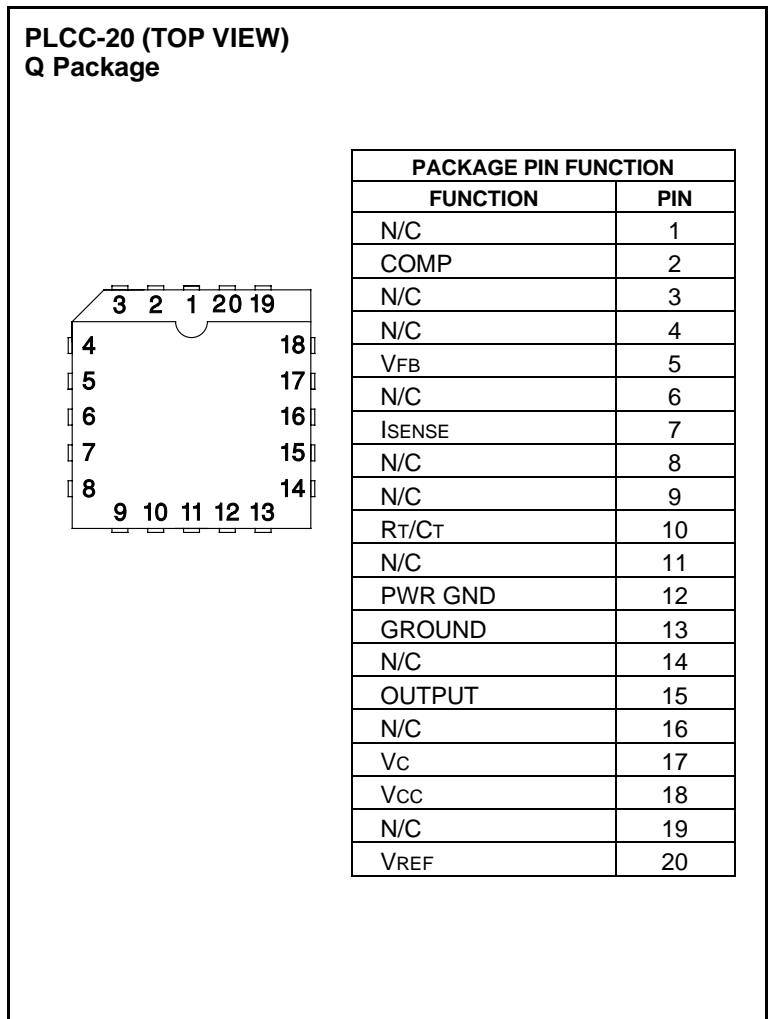 PLCC-20 (TOP VIEW)
Q Package
3 2 1 20 19
4 18
5 17
6 16
7 15
8 14
9 10 11 12 13
PACKAGE PIN FUNCTION
FUNCTION PIN
N/C 1
COMP 2
N/C 3
N/C 4
VFB 5
N/C 6
ISENSE 7
N/C 8
N/C 9
RT/CT 10
N/C 11
PWR GND 12
GROUND 13
N/C 14
OUTPUT 15
N/C 16
VC 17
VCC 18
N/C 19
VREF 20